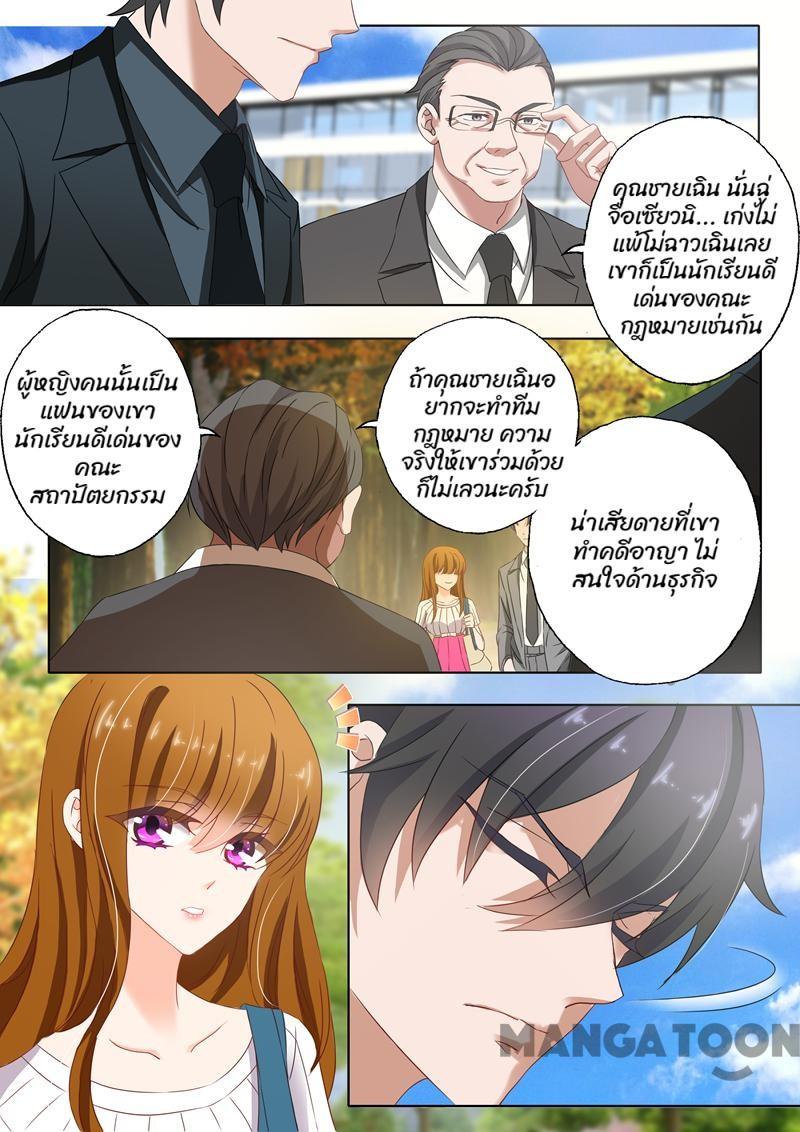 คุณชายเฉิน นั่นลู่
จื่อเซียวนิ... เก่งไม่
แพ้โม่ฉาวเฉินเลย
เขาก็เป็นนักเรียนดี
เด่นของคณะ
กฎหมายเช่นกัน
ผู้หญิงคนนั้นเป็น
แฟนของเขา
นักเรียนดีเด่นของ
คณะ
สถาปัตยกรรม
ถ้าคุณชายเฉินอ
ยากจะทำทีม
กฎหมาย ความ
จริงให้เขาร่วมด้วย
ก็ไม่เลวนะครับ
น่าเสียดายที่เขา
ทำคดีอาญา ไม่
สนใจด้านธุรกิจ
MANGATOON